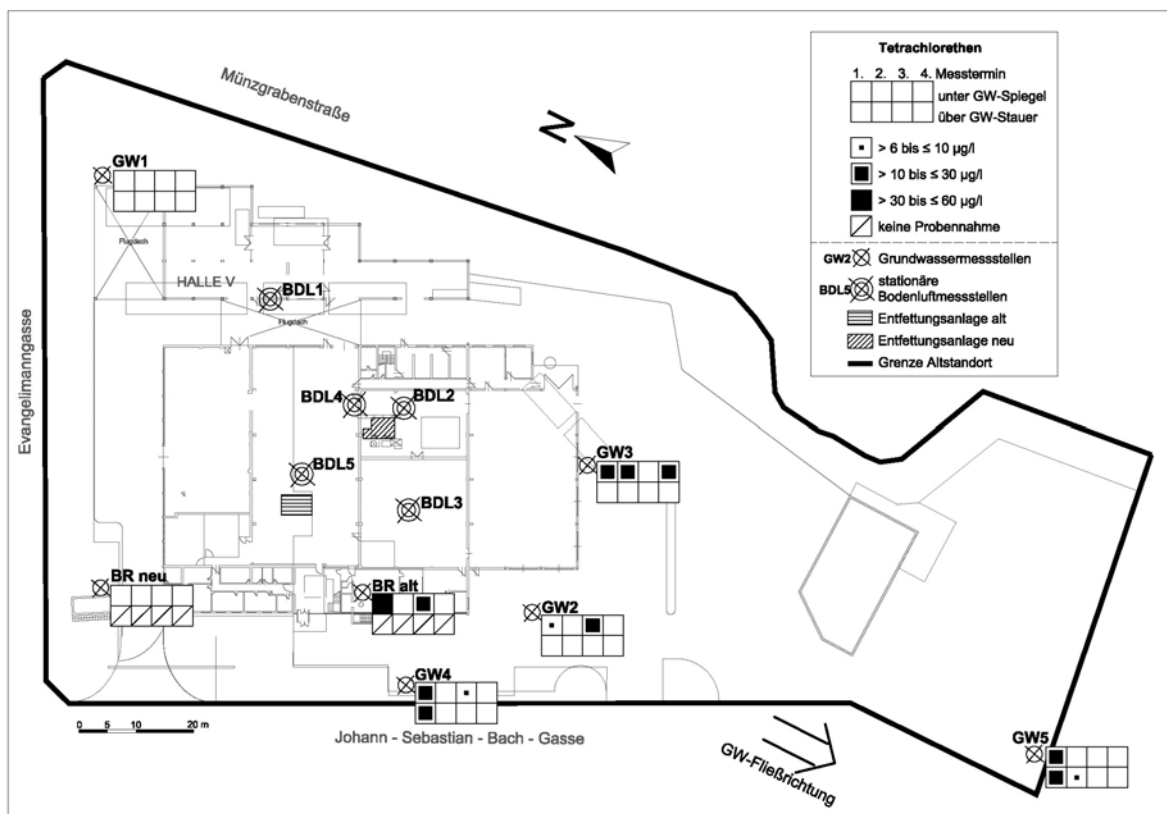 Münzgrabenstraße
Tetrachlorethen
1. 2. 3. 4. Messtermin
unter GW-Spiegel
über GW-Stauer
> 6 bis ≤ 10 µg/l
> 10 bis ≤ 30 µg/l
> 30 bis ≤ 60 µg/l
keine Probennahme
GW2 Grundwassermessstellen
BDL5 stationäre
Bodenluftmessstellen
Entfettungsanlage alt
Entfettungsanlage neu
Grenze Altstandort
N
GW1
Flugdach
HALLE V
BDL1
Flugdach
Evangelimanngasse
BDL4
BDL2
BDL5
BDL3
GW3
BR neu
BR alt
GW2
GW4
0 5 10 20 m
Johann - Sebastian - Bach - Gasse
GW-Fließrichtung
GW5